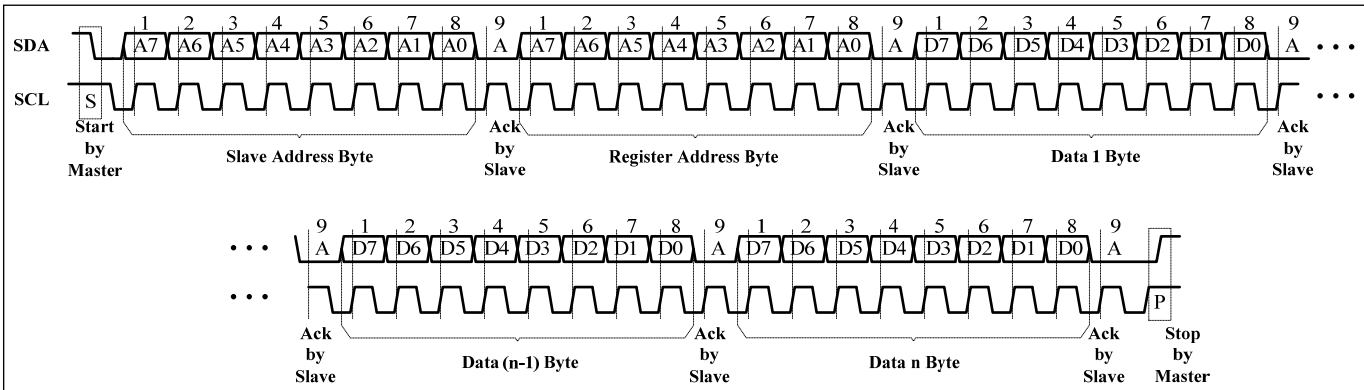 1 2 3 4 5 6 7 8 9 1 2 3 4 5 6 7 8 9 1 2 3 4 5 6 7 8 9
SDA A7 A6 A5 A4 A3 A2 A1 A0 A A7 A6 A5 A4 A3 A2 A1 A0 A D7 D6 D5 D4 D3 D2 D1 D0 A • • •
SCL S • • •
Start by Master
Slave Address Byte
Ack by Slave
Register Address Byte
Ack by Slave
Data 1 Byte
Ack by Slave
9 1 2 3 4 5 6 7 8 9 1 2 3 4 5 6 7 8 9
• • • A D7 D6 D5 D4 D3 D2 D1 D0 A D7 D6 D5 D4 D3 D2 D1 D0 A
• • • P
Ack by Slave
Data (n-1) Byte
Ack by Slave
Data n Byte
Ack by Slave
Stop by Master